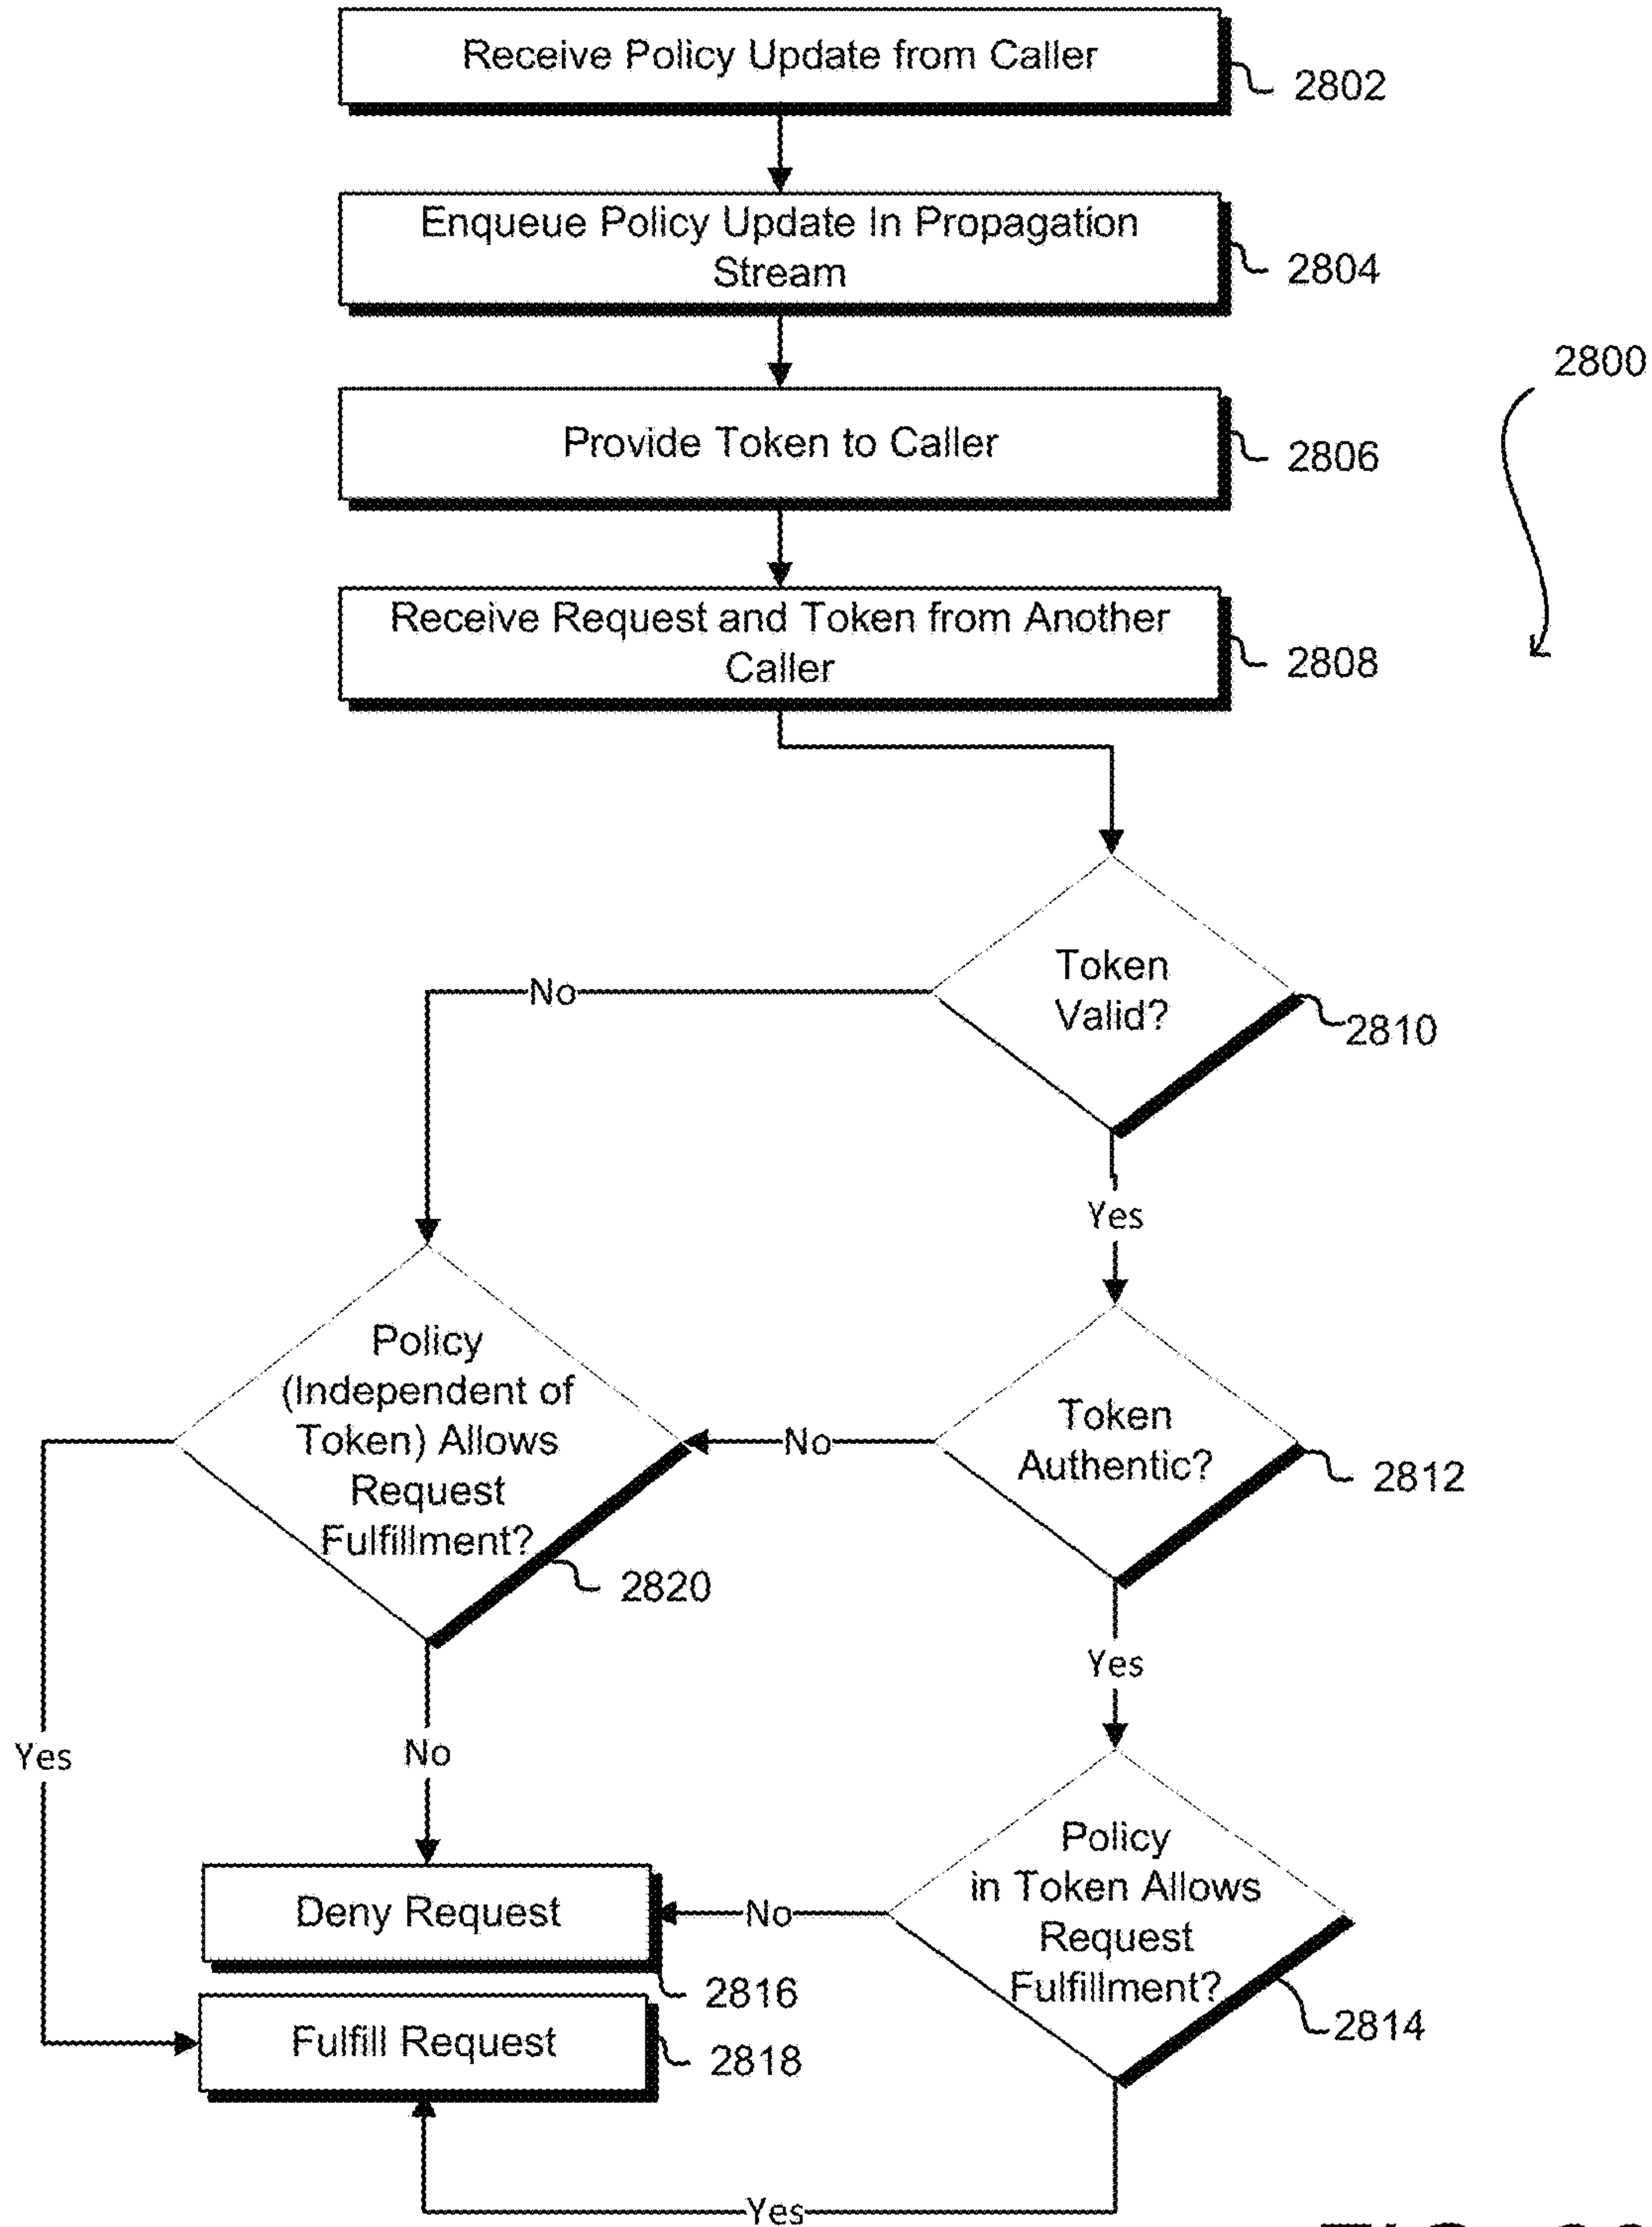 Receive Policy Update from Caller
2802
Enqueue Policy Update In Propagation
Stream
2804
2800
Provide Token to Caller
2806
Receive Request and Token from Another
Caller
2808
Token
Valid?
2810
No
Yes
Policy
(Independent of
Token) Allows
Request
Fulfillment?
2820
No
Token
Authentic?
2812
Yes
Yes
No
Policy
in Token Allows
Request
Fulfillment?
2814
No
Deny Request
2816
Fulfill Request
2818
Yes